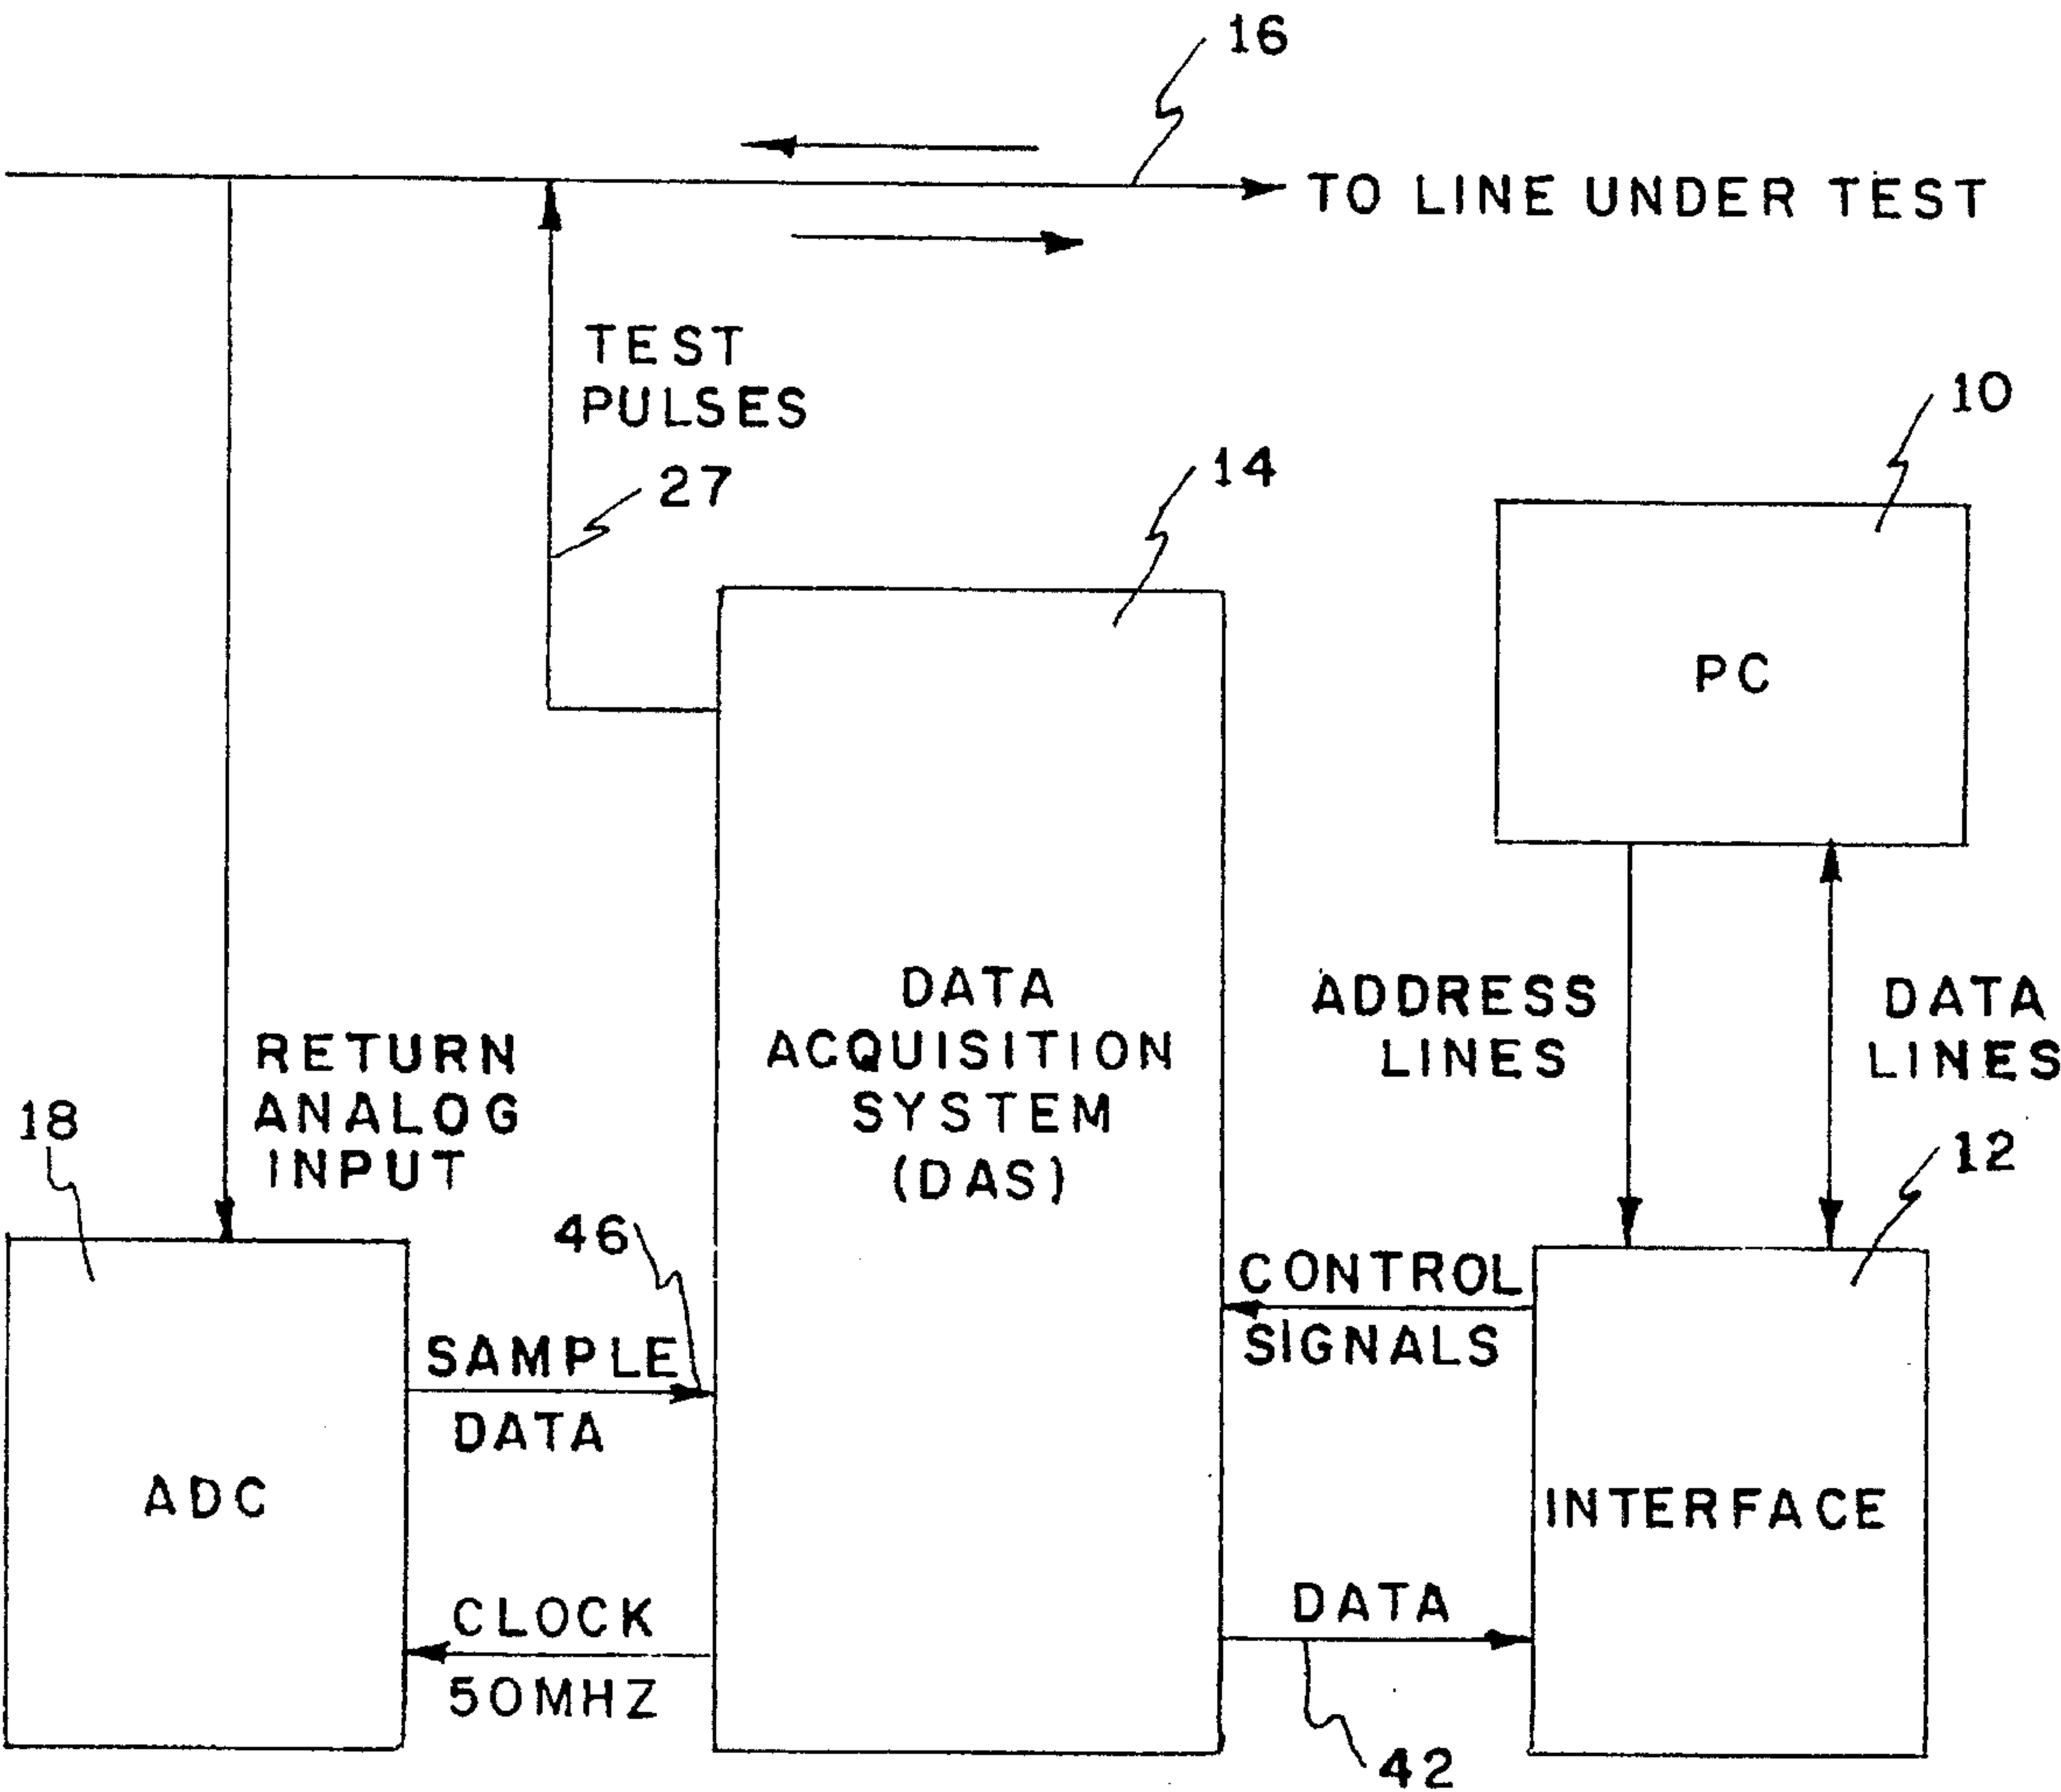 16
TO LINE UNDER TEST
TEST
PULSES
27
14
10
PC
DATA
ACQUISITION
SYSTEM
(DAS)
ADDRESS
LINES
DATA
LINES
RETURN
ANALOG
INPUT
18
46
12
CONTROL
SIGNALS
SAMPLE
DATA
ADC
INTERFACE
CLOCK
50MHZ
DATA
42